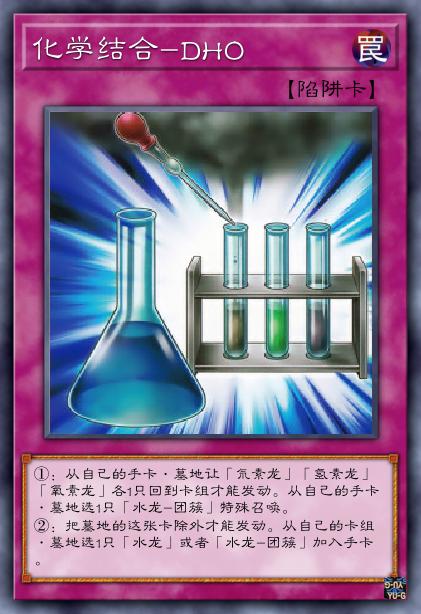 化学结合-DHO
罠
【陷阱卡】
①：从自己的手卡·墓地让「氘素龙」「氢素龙」
「氧素龙」各1只回到卡组才能发动。从自己的手卡
·墓地选1只「水龙-团簇」特殊召唤。
②：把墓地的这张卡除外才能发动。从自己的卡组
·墓地选1只「水龙」或者「水龙-团簇」加入手卡
。